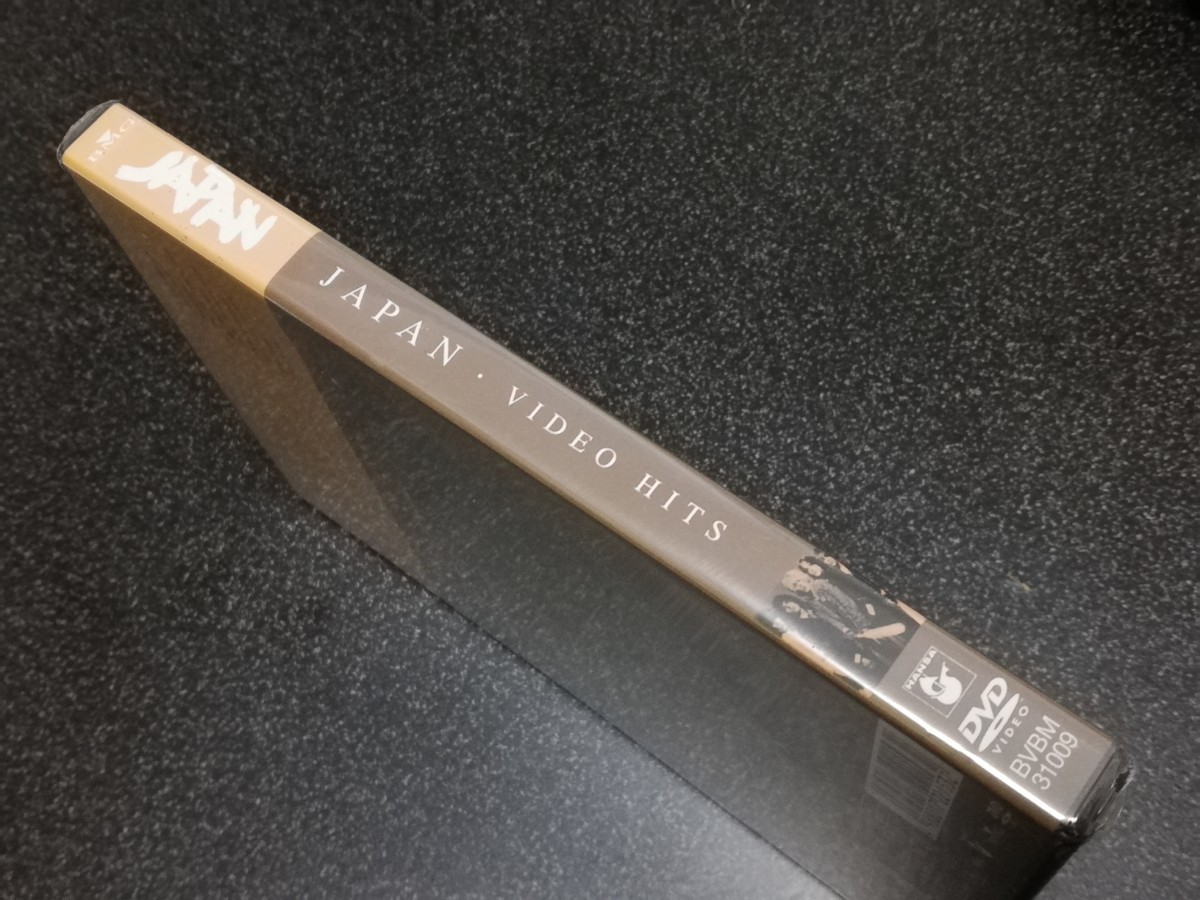 BMG
JAPAN
JAPAN · VIDEO HITS
HANSA
DVD
VIDEO
BVBM
31009